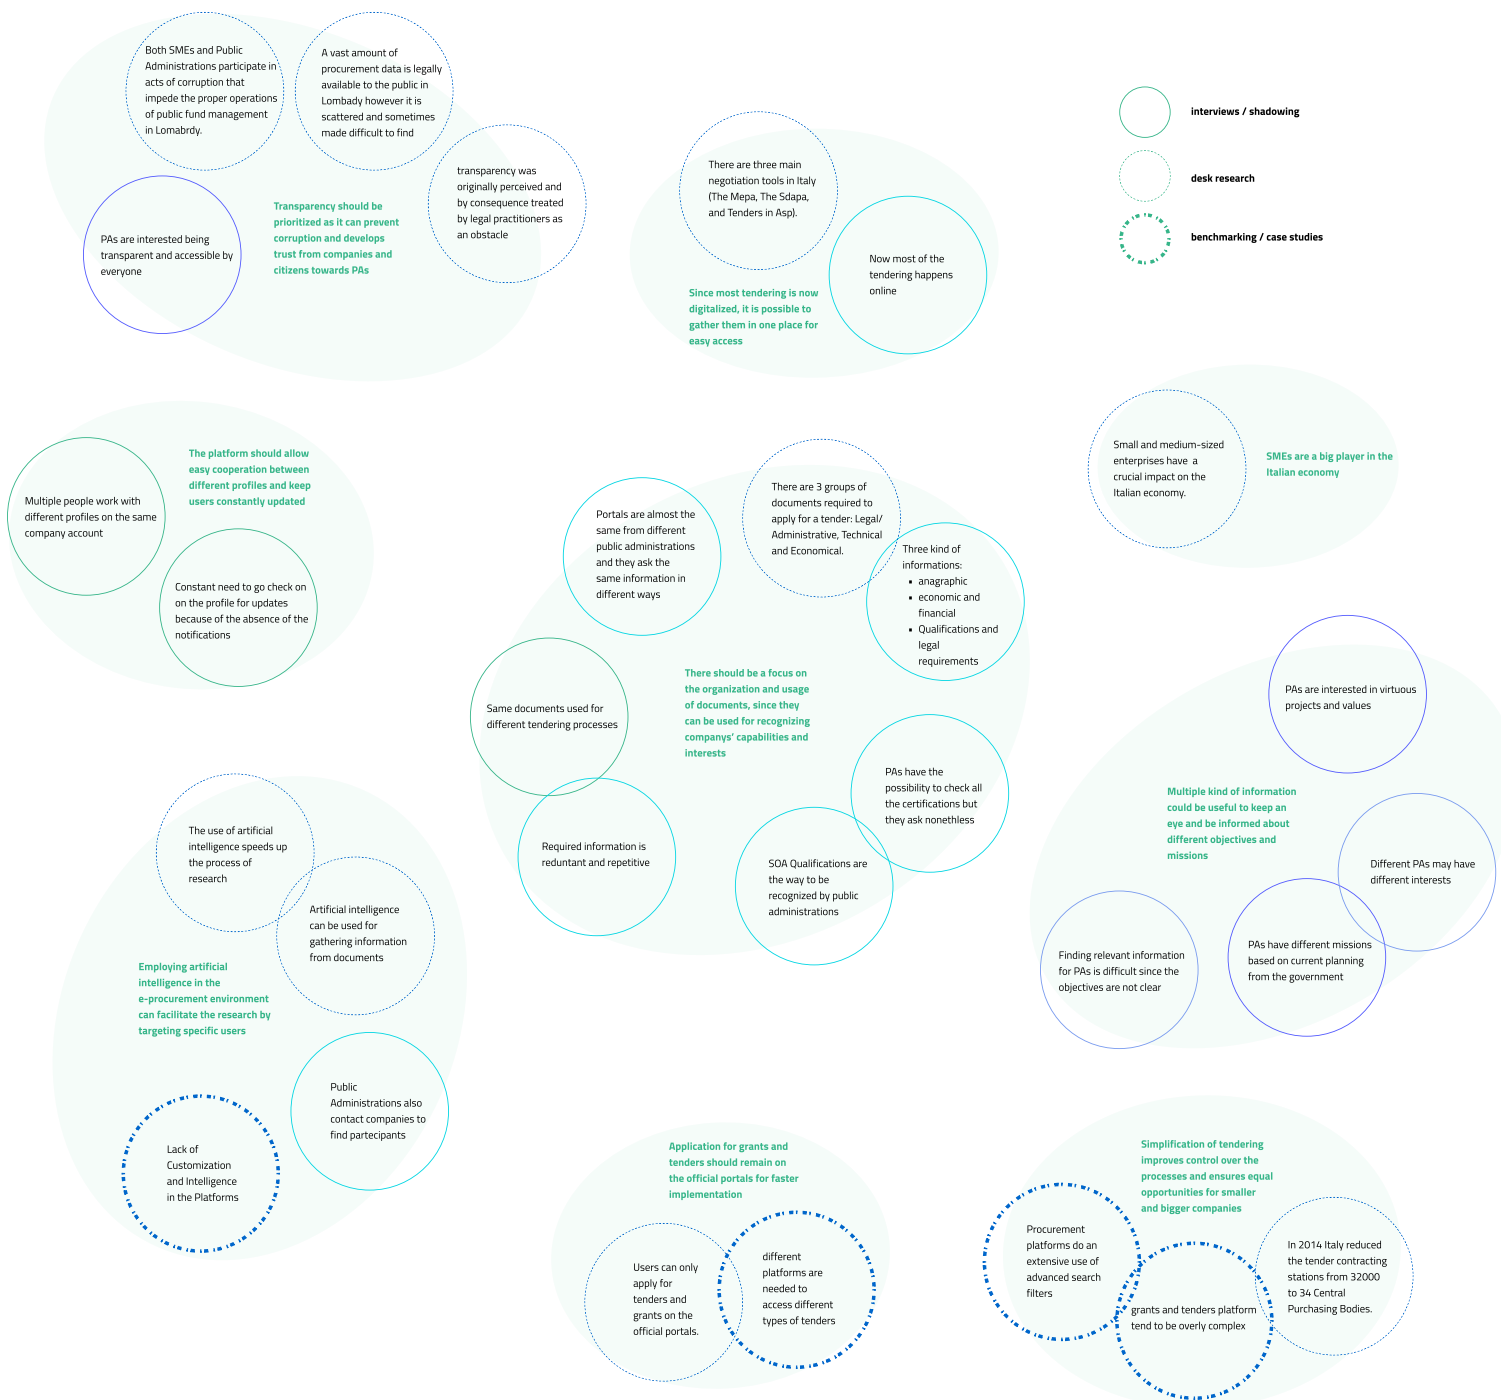 Both SMEs and Public
Administrations participate in
acts of corruption that
impede the proper operations
of public fund management
in Lomabrdy.
A vast amount of
procurement data is legally
available to the public in
Lombady however it is
scattered and sometimes
made difficult to find
transparency was
originally perceived and
by consequence treated
by legal practitioners as
an obstacle
PAs are interested being
transparent and accessible by
everyone
Transparency should be
prioritized as it can prevent
corruption and develops
trust from companies and
citizens towards PAs
There are three main
negotiation tools in Italy
(The Mepa, The Sdapa,
and Tenders in Asp).
Now most of the
tendering happens
online
Since most tendering is now
digitalized, it is possible to
gather them in one place for
easy access
interviews / shadowing
desk research
benchmarking / case studies
Small and medium-sized
enterprises have a
crucial impact on the
Italian economy.
SMEs are a big player in the
Italian economy
The platform should allow
easy cooperation between
different profiles and keep
users constantly updated
Multiple people work with
different profiles on the same
company account
Constant need to go check on
on the profile for updates
because of the absence of the
notifications
Portals are almost the
same from different
public administrations
and they ask the
same information in
different ways
There are 3 groups of
documents required to
apply for a tender: Legal/
Administrative, Technical
and Economical.
Three kind of
informations:
• anagraphic
• economic and
financial
• Qualifications and
legal
requirements
Same documents used for
different tendering processes
There should be a focus on
the organization and usage
of documents, since they
can be used for recognizing
companys' capabilities and
interests
Required information is
reduntant and repetitive
PAs have the
possibility to check all
the certifications but
they ask nonethless
SOA Qualifications are
the way to be
recognized by public
administrations
PAs are interested in virtuous
projects and values
Multiple kind of information
could be useful to keep an
eye and be informed about
different objectives and
missions
Different PAs may have
different interests
Finding relevant information
for PAs is difficult since the
objectives are not clear
PAs have different missions
based on current planning
from the government
The use of artificial
intelligence speeds up
the process of
research
Artificial intelligence
can be used for
gathering information
from documents
Employing artificial
intelligence in the
e-procurement environment
can facilitate the research by
targeting specific users
Public
Administrations also
contact companies to
find partecipants
Lack of
Customization
and Intelligence
in the Platforms
Application for grants and
tenders should remain on
the official portals for faster
implementation
Users can only
apply for
tenders and
grants on the
official portals.
different
platforms are
needed to
access different
types of tenders
Simplification of tendering
improves control over the
processes and ensures equal
opportunities for smaller
and bigger companies
Procurement
platforms do an
extensive use of
advanced search
filters
grants and tenders platform
tend to be overly complex
In 2014 Italy reduced
the tender contracting
stations from 32000
to 34 Central
Purchasing Bodies.